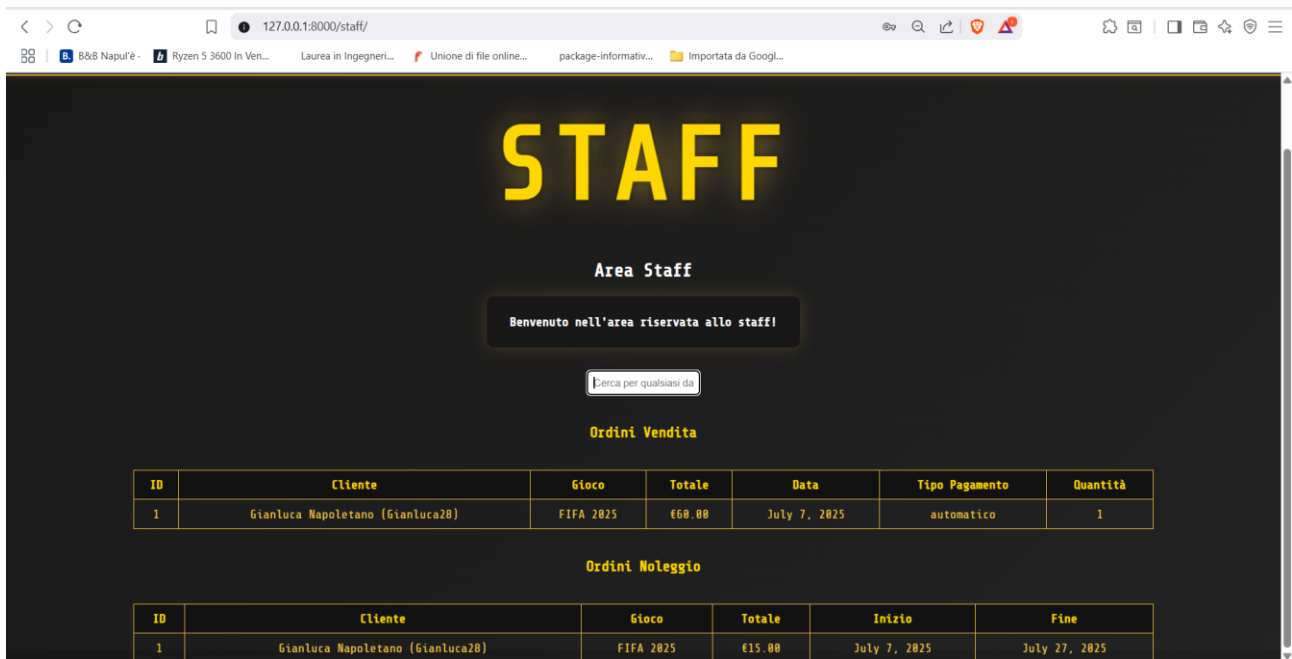 127.0.0.1:8000/staff/
B&B Napul'è -
Ryzen 5 3600 In Ven...
Laurea in Ingegneri...
Unione di file online...
package-informativ...
Importata da Googl...
STAFF
Area Staff
Benvenuto nell'area riservata allo staff!
Cerca per qualsiasi da
Ordini Vendita
ID Cliente Gioco Totale Data Tipo Pagamento Quantità
1 Gianluca Napoletano (Gianluca28) FIFA 2025 €60.00 July 7, 2025 automatico 1
Ordini Noleggio
ID Cliente Gioco Totale Inizio Fine
1 Gianluca Napoletano (Gianluca28) FIFA 2025 €15.00 July 7, 2025 July 27, 2025